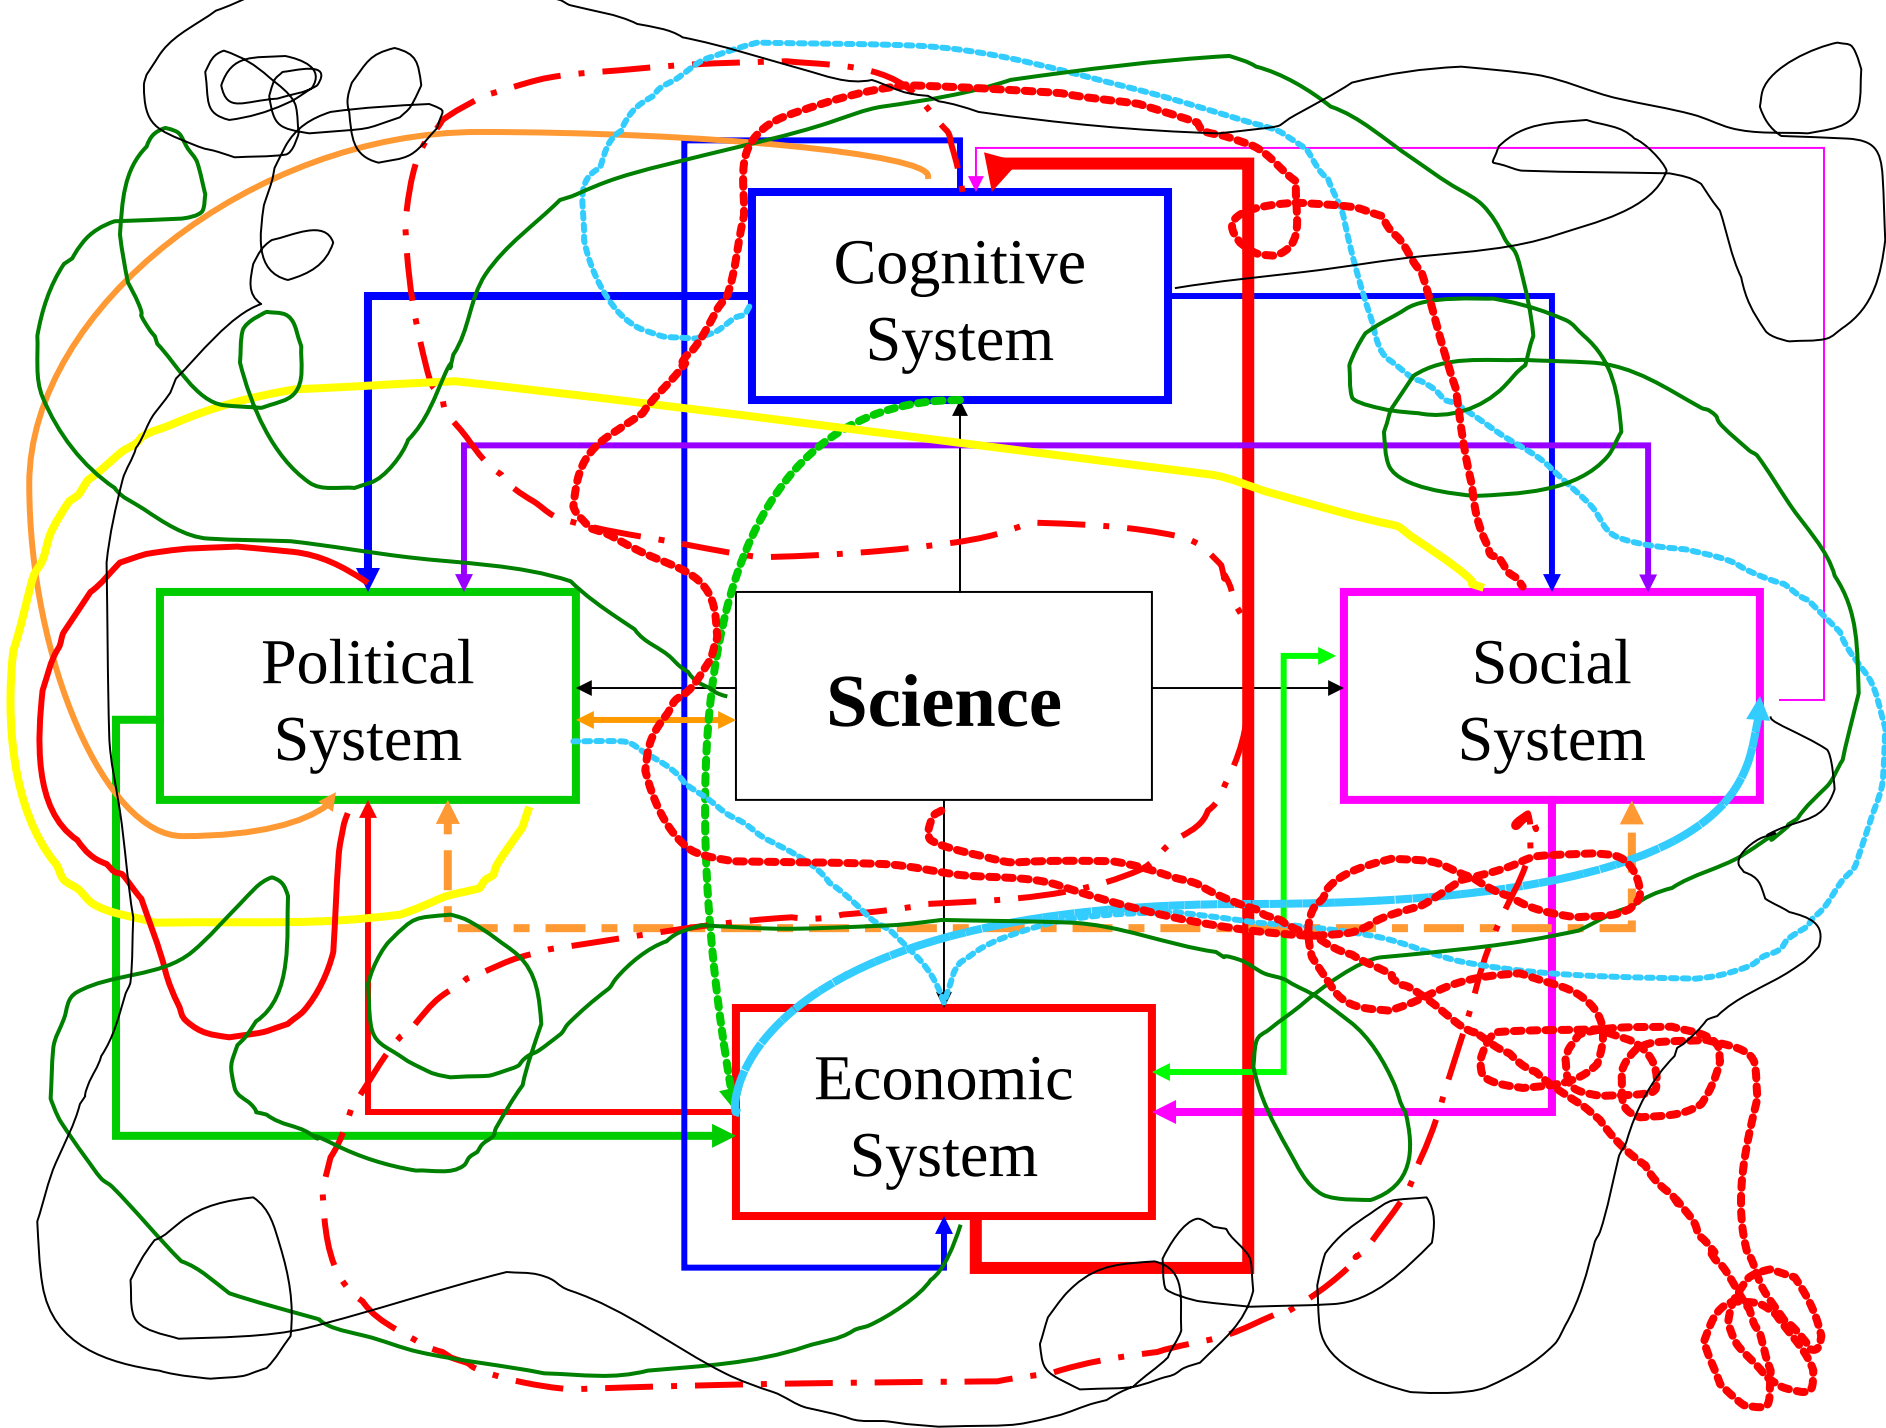 Cognitive
System
Political
System
Science
Social
System
Economic
System